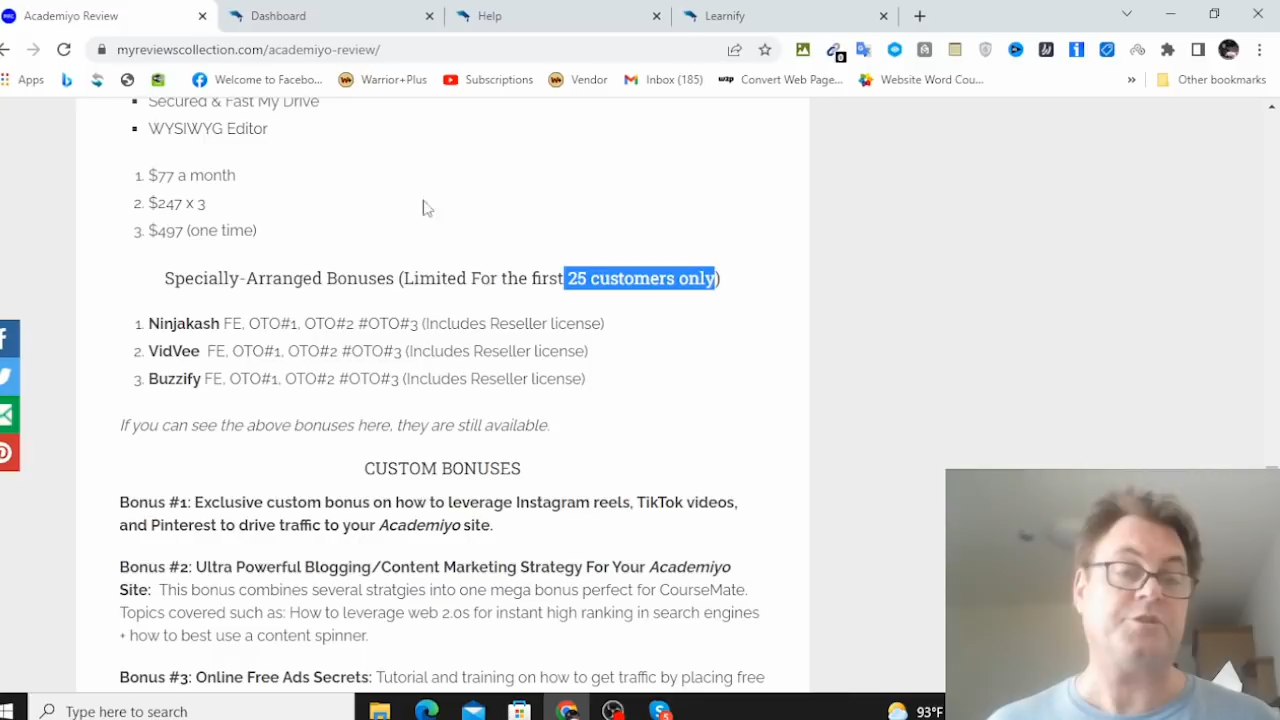 Academiyo Review
Dashboard
Help
Learnify
myreviewscollection.com/academiyo-review/
0
Apps
Welcome to Facebo...
Warrior+Plus
Subscriptions
Vendor
Inbox (185)
Convert Web Page...
Website Word Cou...
Other bookmarks
Secured & Fast My Drive
WYSIWYG Editor
1. $77 a month
2. $247 x 3
3. $497 (one time)
Specially-Arranged Bonuses (Limited For the first 25 customers only)
1. Ninjakash FE, OTO#1, OTO#2 #OTO#3 (Includes Reseller license)
2. VidVee FE, OTO#1, OTO#2 #OTO#3 (Includes Reseller license)
3. Buzzify FE, OTO#1, OTO#2 #OTO#3 (Includes Reseller license)
If you can see the above bonuses here, they are still available.
CUSTOM BONUSES
Bonus #1: Exclusive custom bonus on how to leverage Instagram reels, TikTok videos,
and Pinterest to drive traffic to your Academiyo site.
Bonus #2: Ultra Powerful Blogging/Content Marketing Strategy For Your Academiyo
Site: This bonus combines several stratgies into one mega bonus perfect for CourseMate.
Topics covered such as: How to leverage web 2.0s for instant high ranking in search engines
+ how to best use a content spinner.
Bonus #3: Online Free Ads Secrets: Tutorial and training on how to get traffic by placing free
Type here to search
93°F